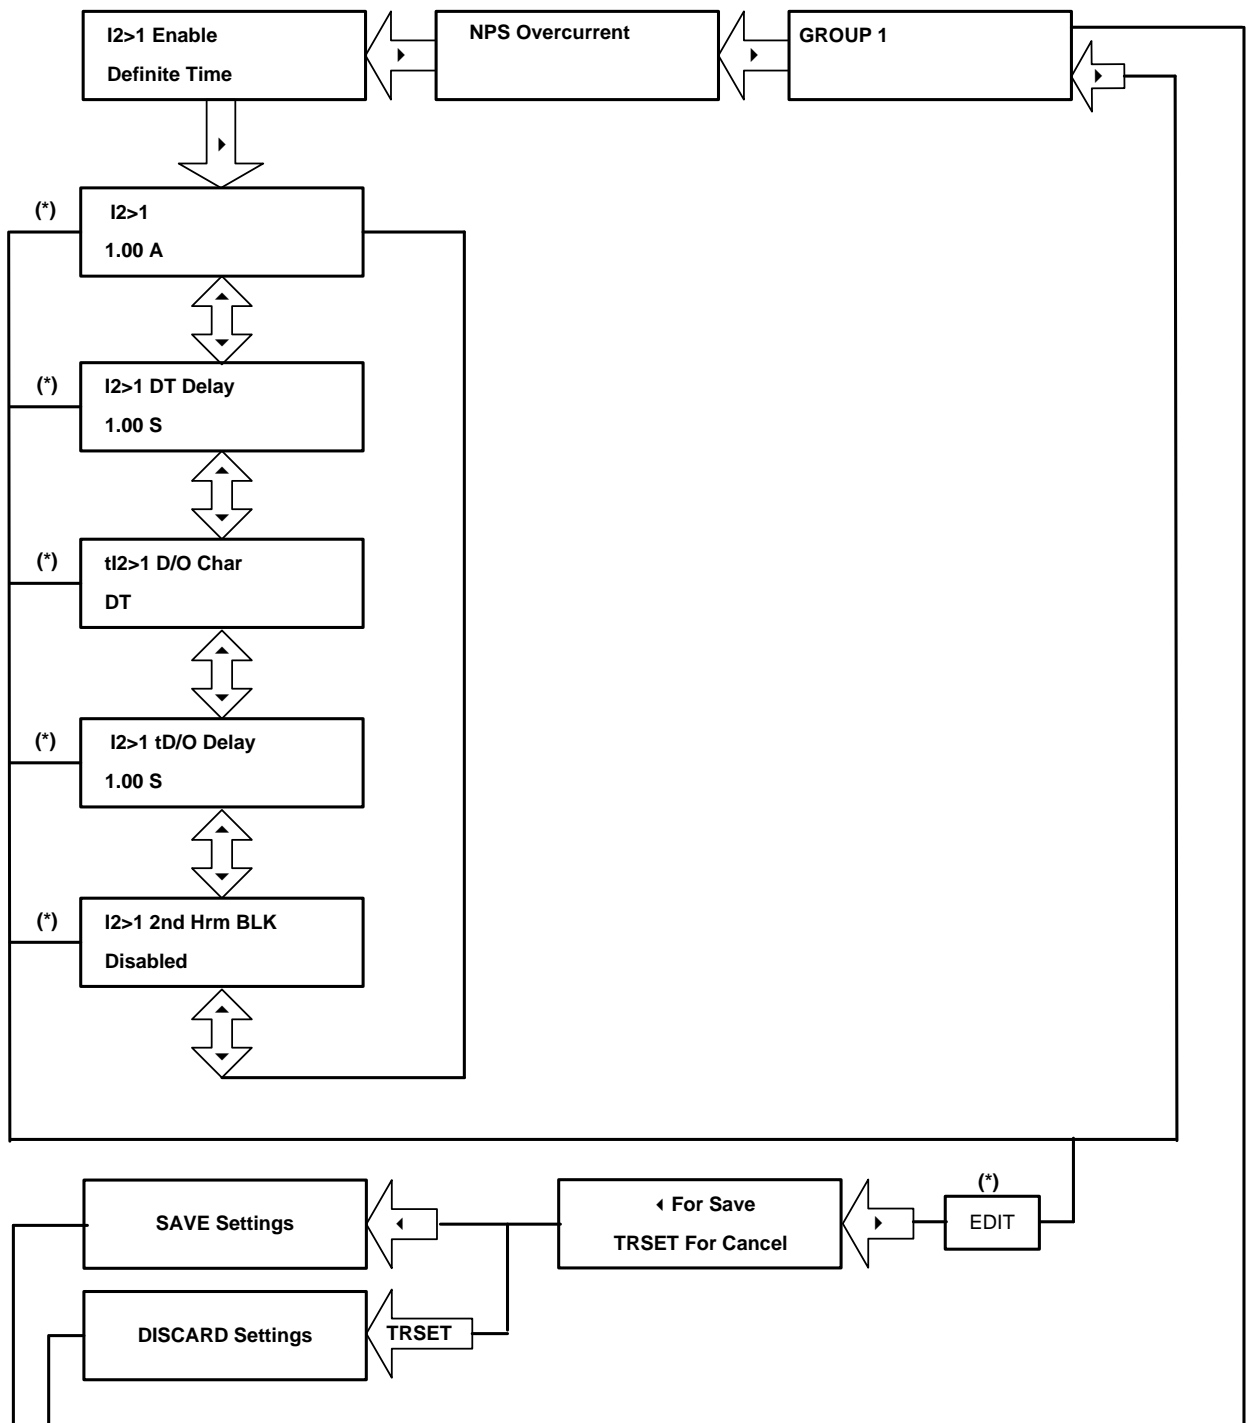 I2>1 Enable
Definite Time
NPS Overcurrent
GROUP 1
(*)
I2>1
1.00 A
(*)
I2>1 DT Delay
1.00 S
(*)
tI2>1 D/O Char
DT
(*)
I2>1 tD/O Delay
1.00 S
(*)
I2>1 2nd Hrm BLK
Disabled
SAVE Settings
For Save
TRSET For Cancel
(*)
EDIT
DISCARD Settings
TRSET